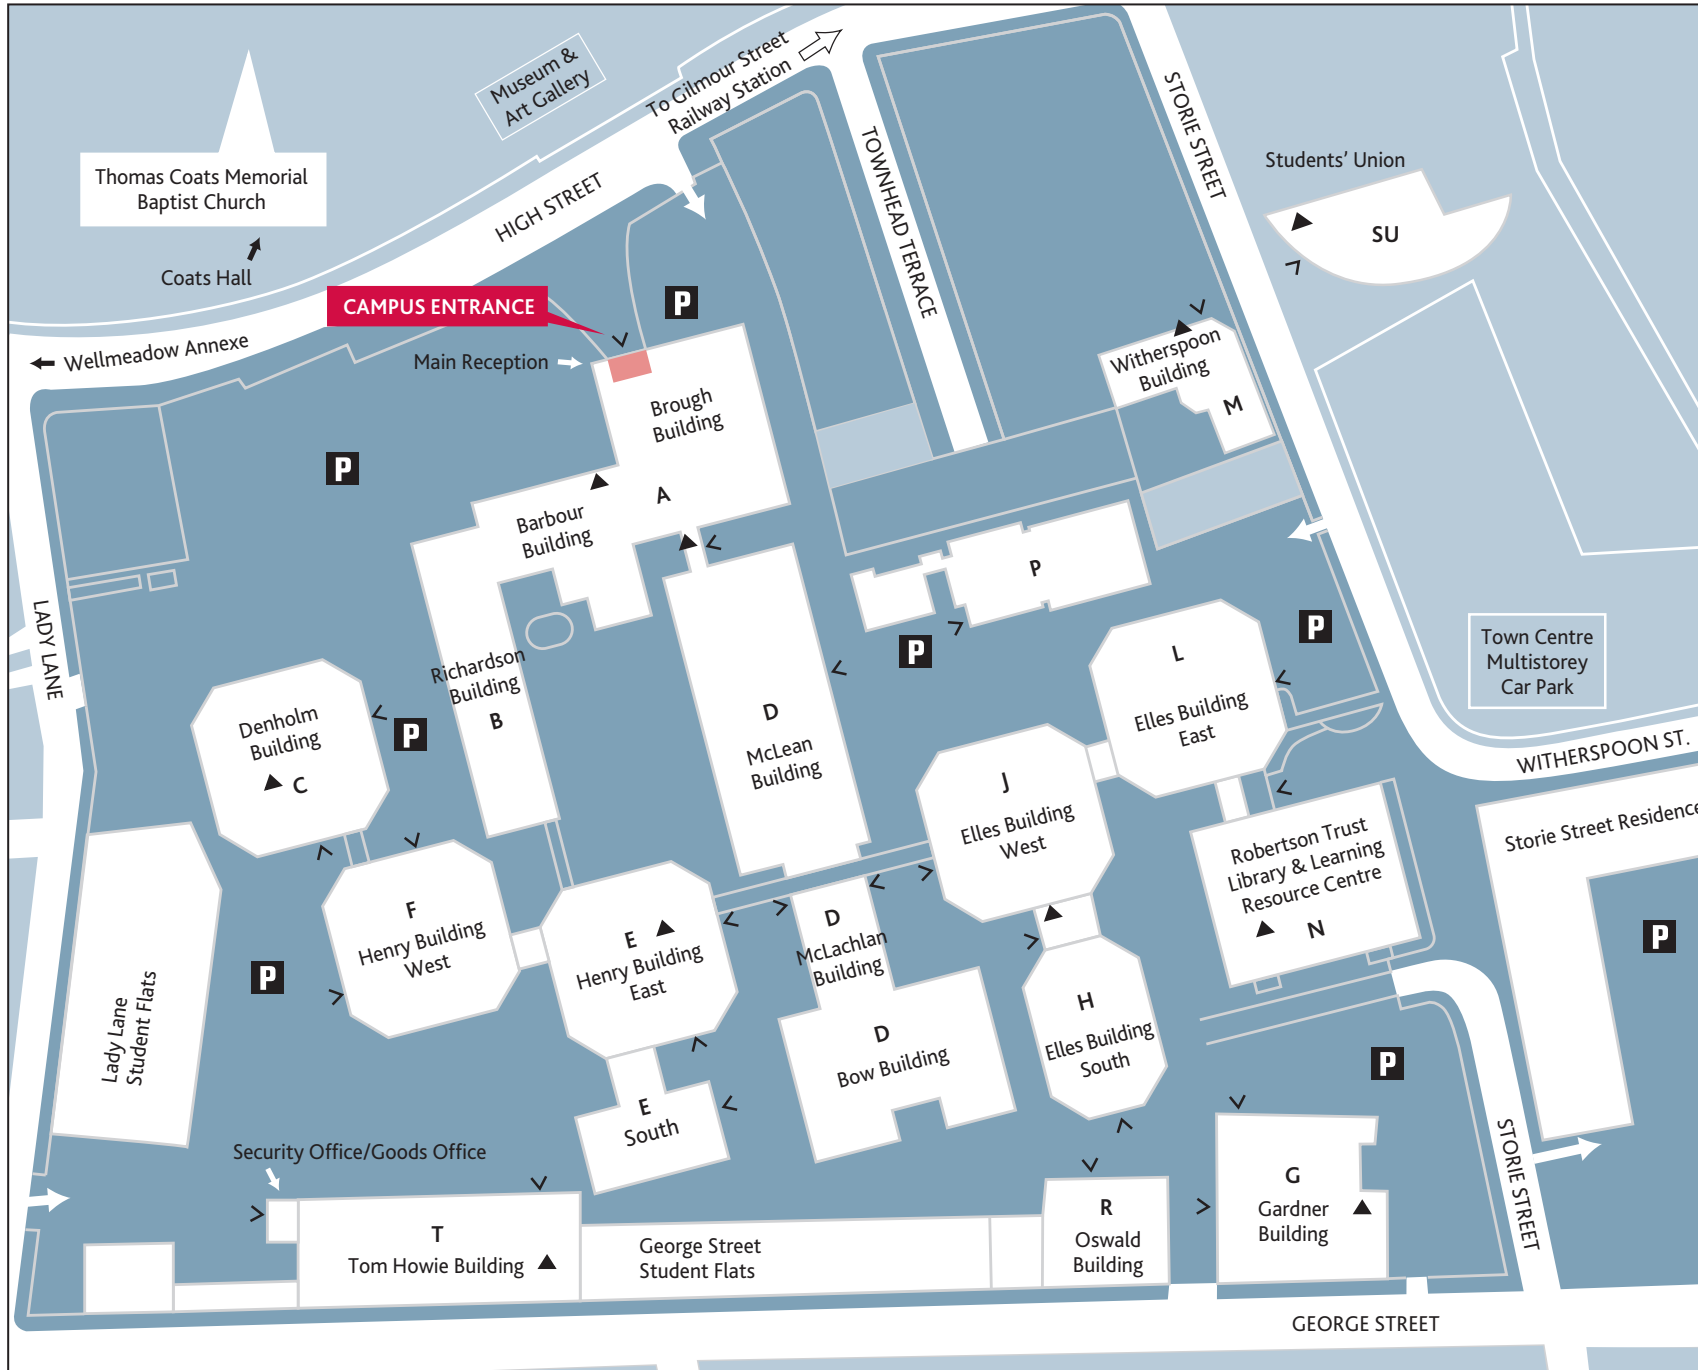 Museum &
Art Gallery
To Gilmour Street
Railway Station
STORIE STREET
TOWNHEAD TERRACE
Students' Union
SU
Thomas Coats Memorial
Baptist Church
Coats Hall
HIGH STREET
CAMPUS ENTRANCE
P
Wellmeadow Annexe
Main Reception
Witherspoon
Building
M
Brough
Building
A
P
Barbour
Building
P
LADY LANE
P
P
Town Centre
Multistorey
Car Park
L
Elles Building
East
Richardson
Building
B
Denholm
Building
C
P
D
McLean
Building
J
Elles Building
West
WITHERSPOON ST.
Storie Street Residence
Robertson Trust
Library & Learning
Resource Centre
N
P
F
Henry Building
West
E
Henry Building
East
D
McLachlan
Building
P
H
Elles Building
South
D
Bow Building
P
Lady Lane
Student Flats
E
South
Security Office/Goods Office
STORIE STREET
T
Tom Howie Building
George Street
Student Flats
R
Oswald
Building
G
Gardner
Building
GEORGE STREET